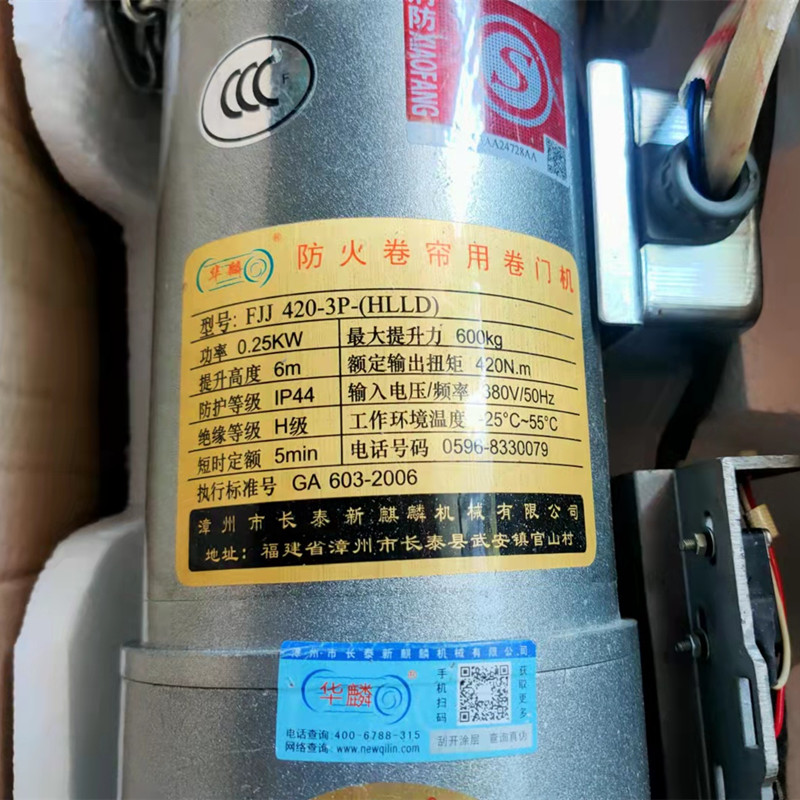 CCC F
消防 XIAOFANG
S
AA24728AA
华麟
®
防火卷帘用卷门机
型号: FJJ 420-3P-(HLLD)
功率 0.25KW 最大提升力 600kg
提升高度 6m 额定输出扭矩 420N.m
防护等级 IP44 输入电压/频率 380V/50Hz
绝缘等级 H级 工作环境温度 -25°C~55°C
短时定额 5min 电话号码 0596-8330079
执行标准号 GA 603-2006
漳州市长泰新麒麟机械有限公司
地址: 福建省漳州市长泰县武安镇官山村
漳州·市长泰新麒麟机械有限公司
华麟
®
手机扫码
获取更多
电话查询:400-6788-315
网络查询:www.newqilin.com
刮开涂层 查询真伪